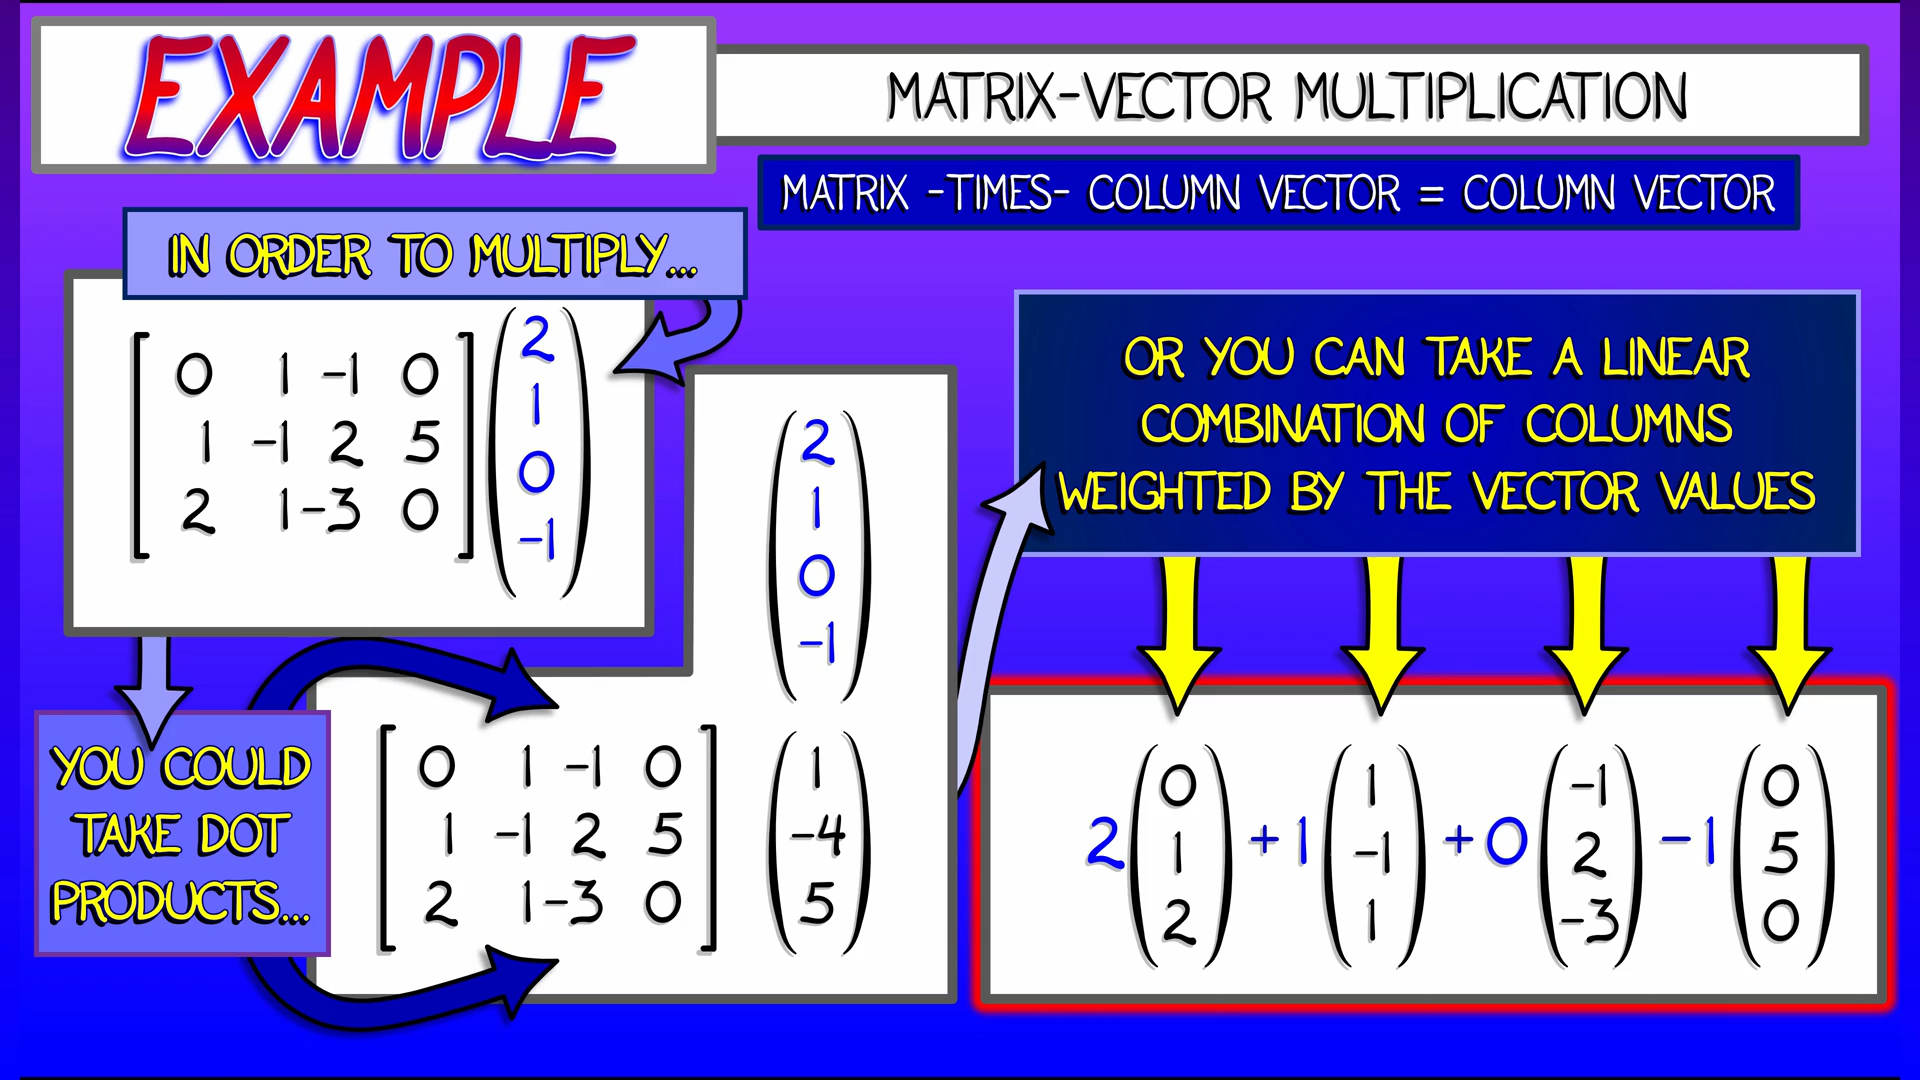 EXAMPLE
MATRIX-VECTOR MULTIPLICATION
MATRIX -TIMES- COLUMN VECTOR = COLUMN VECTOR
IN ORDER TO MULTIPLY...
2
0 1 -1 0
1
1 -1 2 5
0
2 1 -3 0
-1
YOU COULD
TAKE DOT
PRODUCTS...
2
1
0
-1
0 1 -1 0 1
1 -1 2 5 -4
2 1 -3 0 5
OR YOU CAN TAKE A LINEAR
COMBINATION OF COLUMNS
WEIGHTED BY THE VECTOR VALUES
0 1 -1 0
2 1 +1 -1 +0 2 -1 5
2 1 -3 0